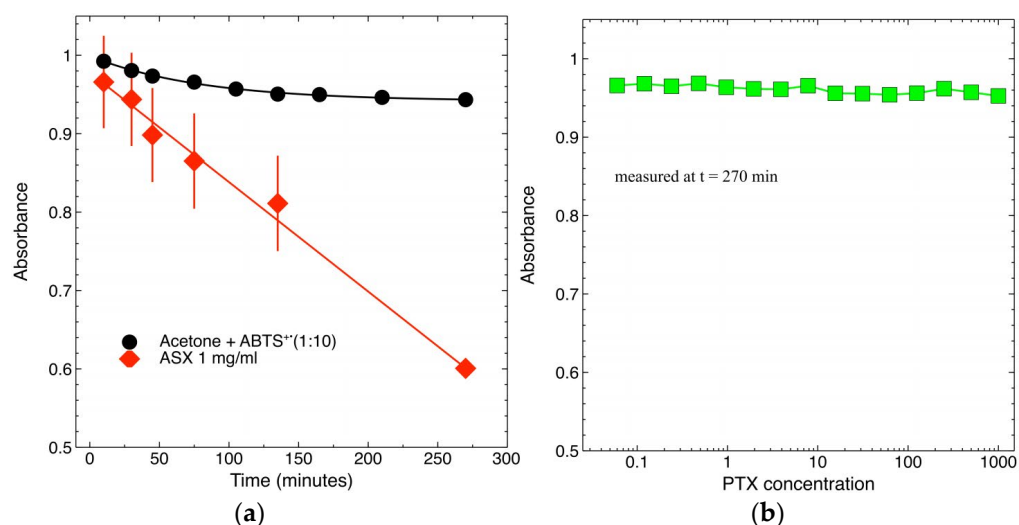 1
0.9
0.8
0.7
0.6
0.5
Absorbance
Acetone + ABTS⁺˙(1:10)
ASX 1 mg/ml
0 50 100 150 200 250 300
Time (minutes)
(a)
1
0.9
0.8
0.7
0.6
0.5
Absorbance
measured at t = 270 min
0.1 1 10 100 1000
PTX concentration
(b)